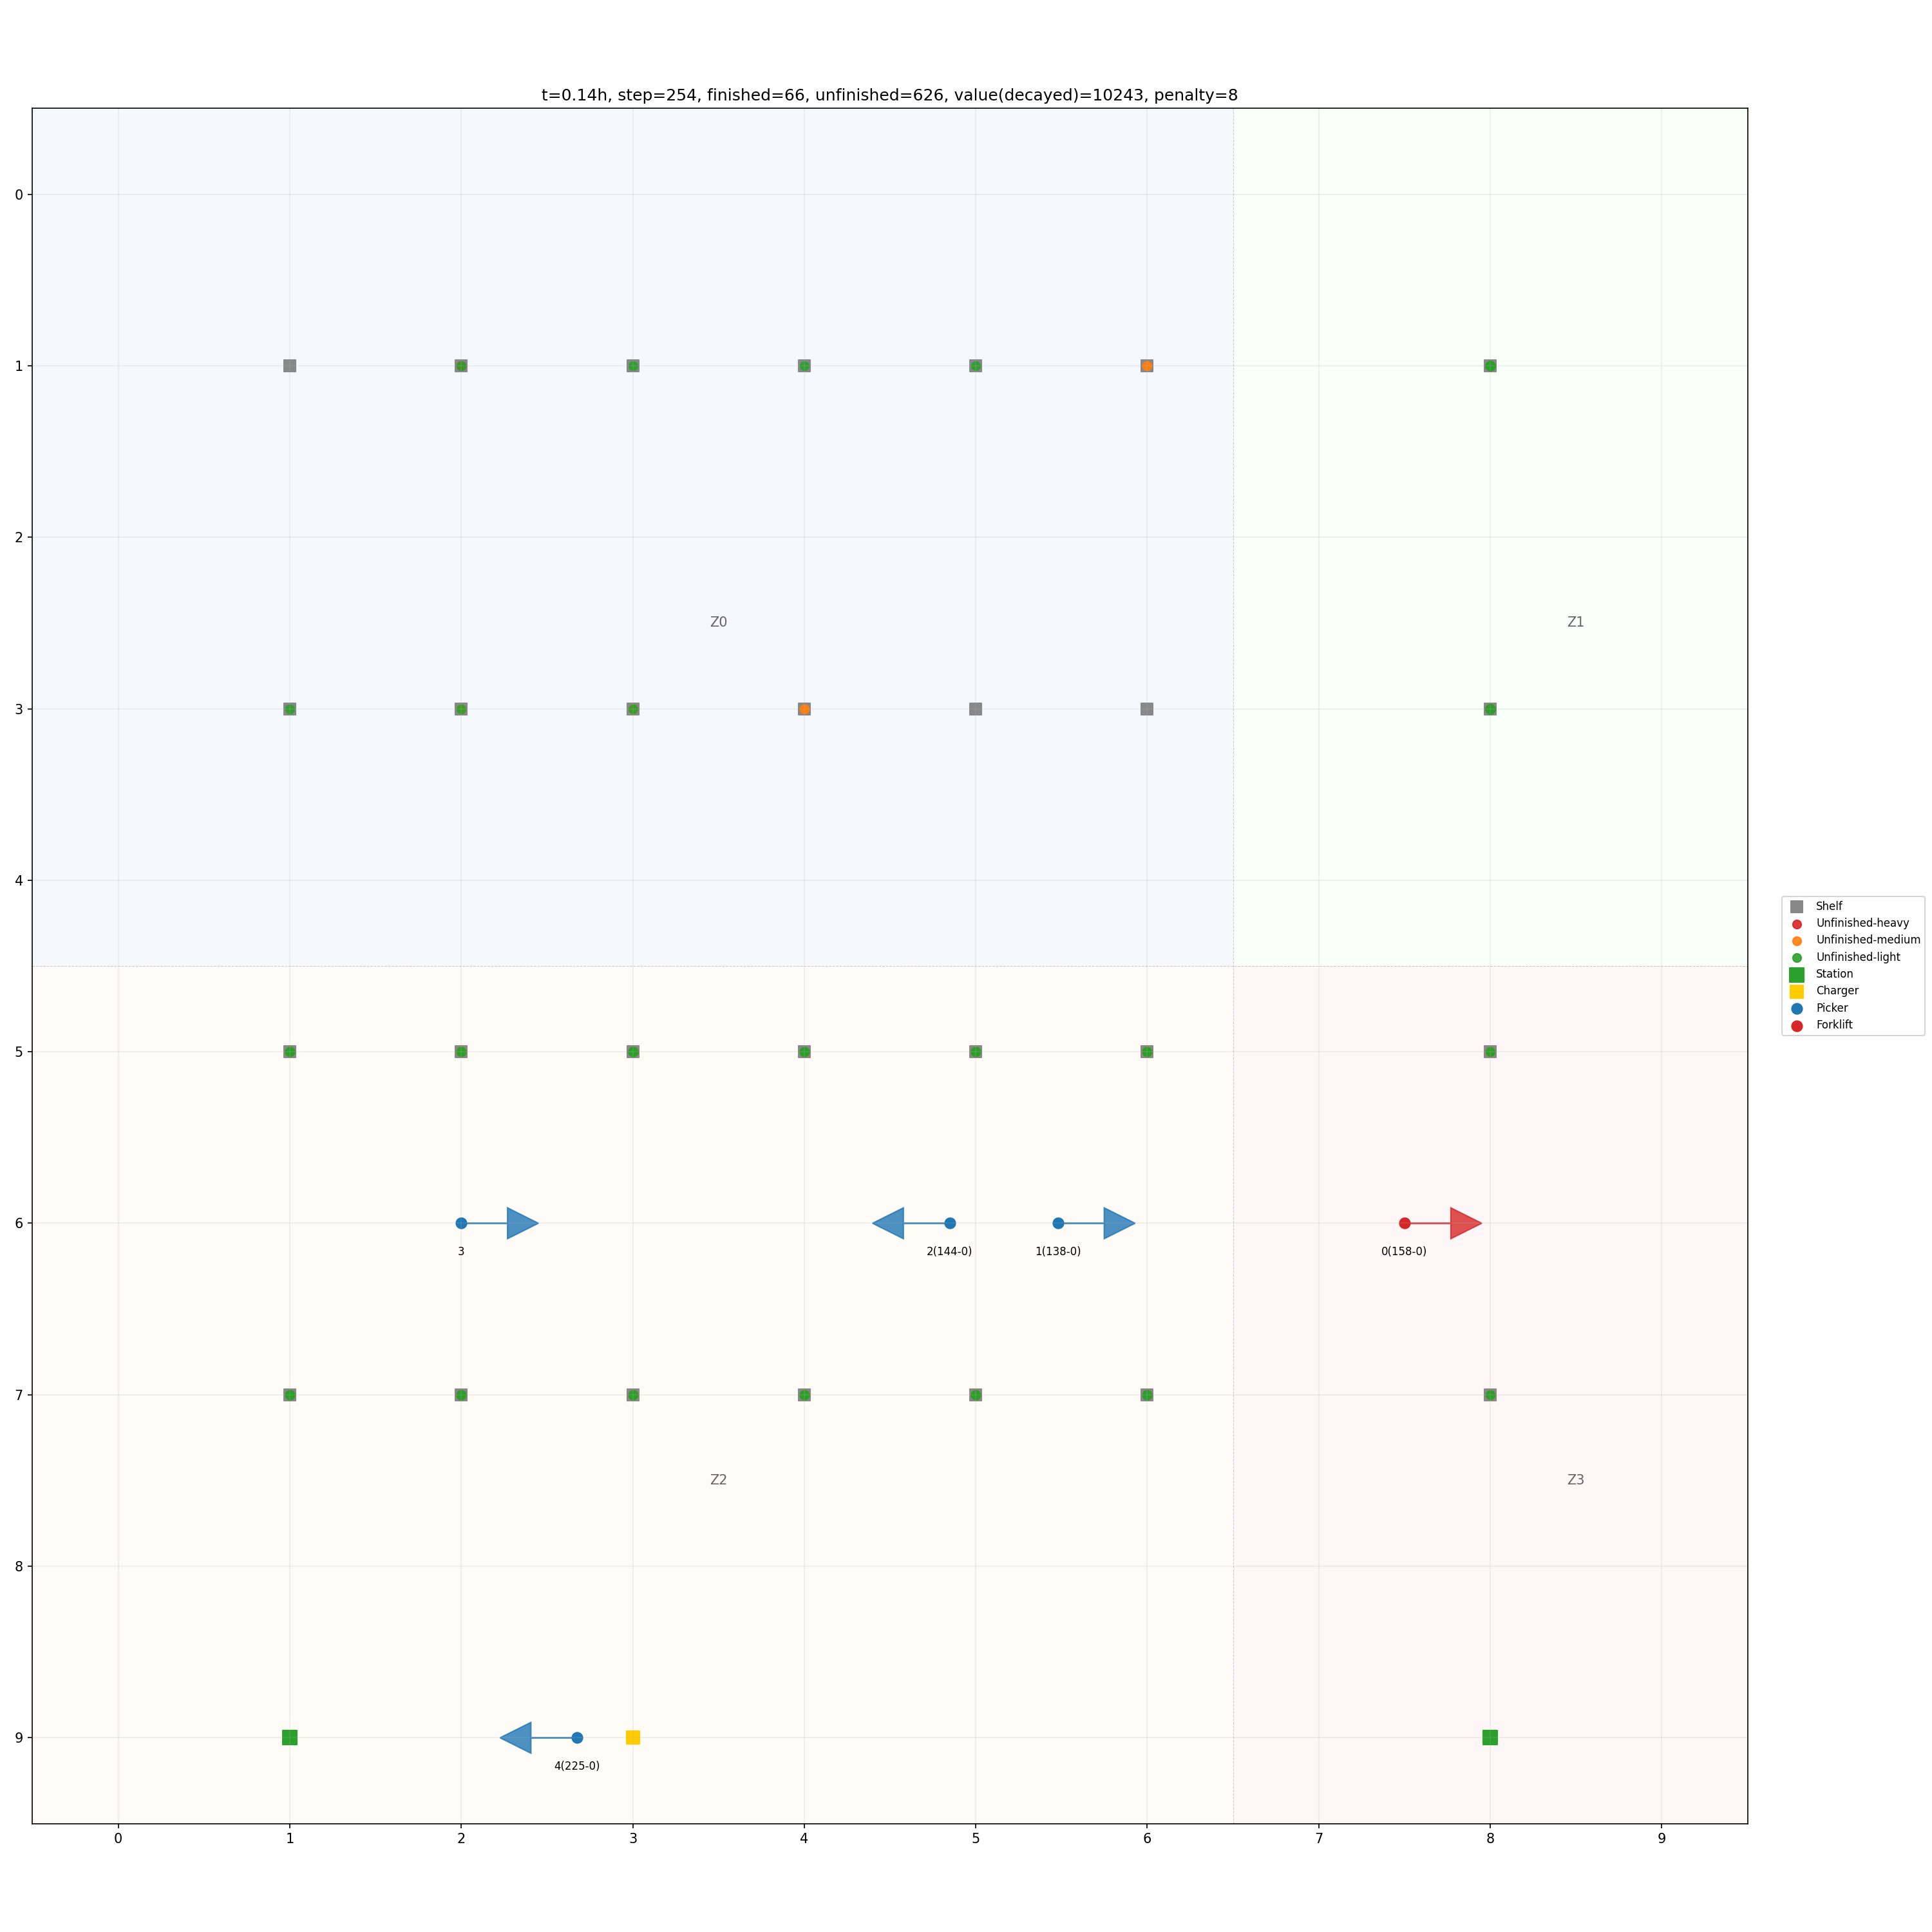 t=0.14h, step=254, finished=66, unfinished=626, value(decayed)=10243, penalty=8
0
1
2
Z0
Z1
3
4
Shelf
Unfinished-heavy
Unfinished-medium
Unfinished-light
Station
Charger
Picker
Forklift
5
6
3
2(144-0)
1(138-0)
0(158-0)
7
Z2
Z3
8
9
4(225-0)
0 1 2 3 4 5 6 7 8 9